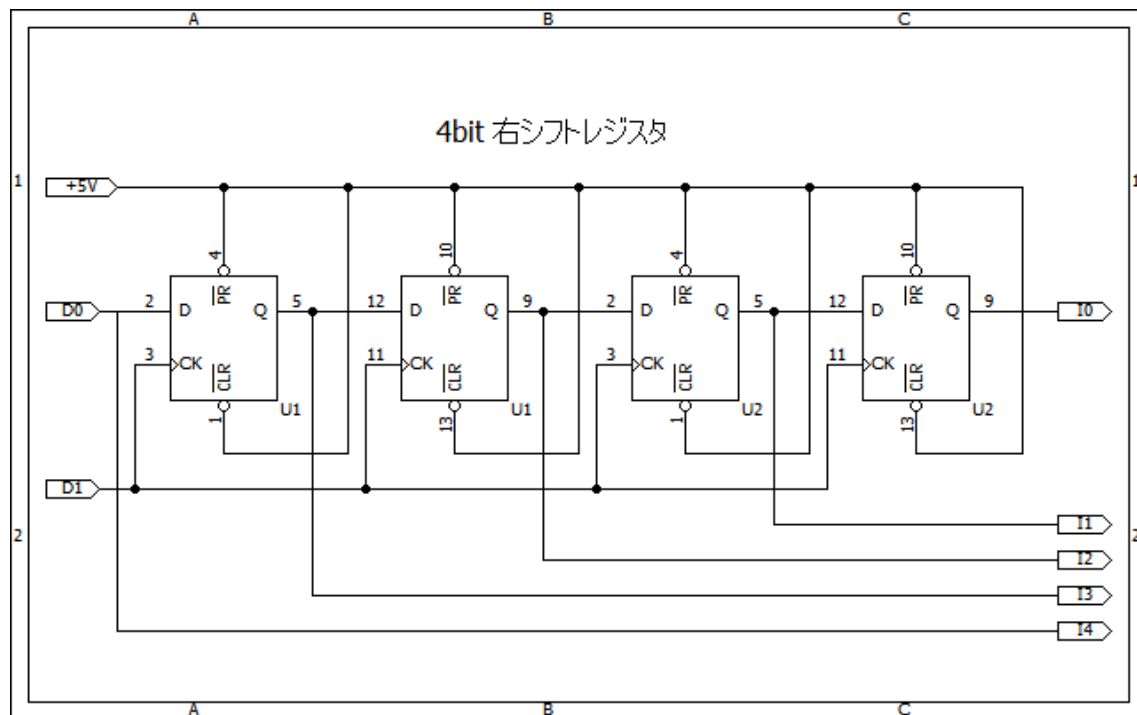 A B C
4bit 右シフトレジスタ
1 +5V 1
4 10 4 10
PR PR PR PR
D0 2 D Q 5 12 D Q 9 2 D Q 5 12 D Q 9 I0
3 CK 11 CK 3 CK 11 CK
CLR CLR CLR CLR
1 U1 13 U1 1 U2 13 U2
D1
I1
2 I2 2
I3
I4
A B C